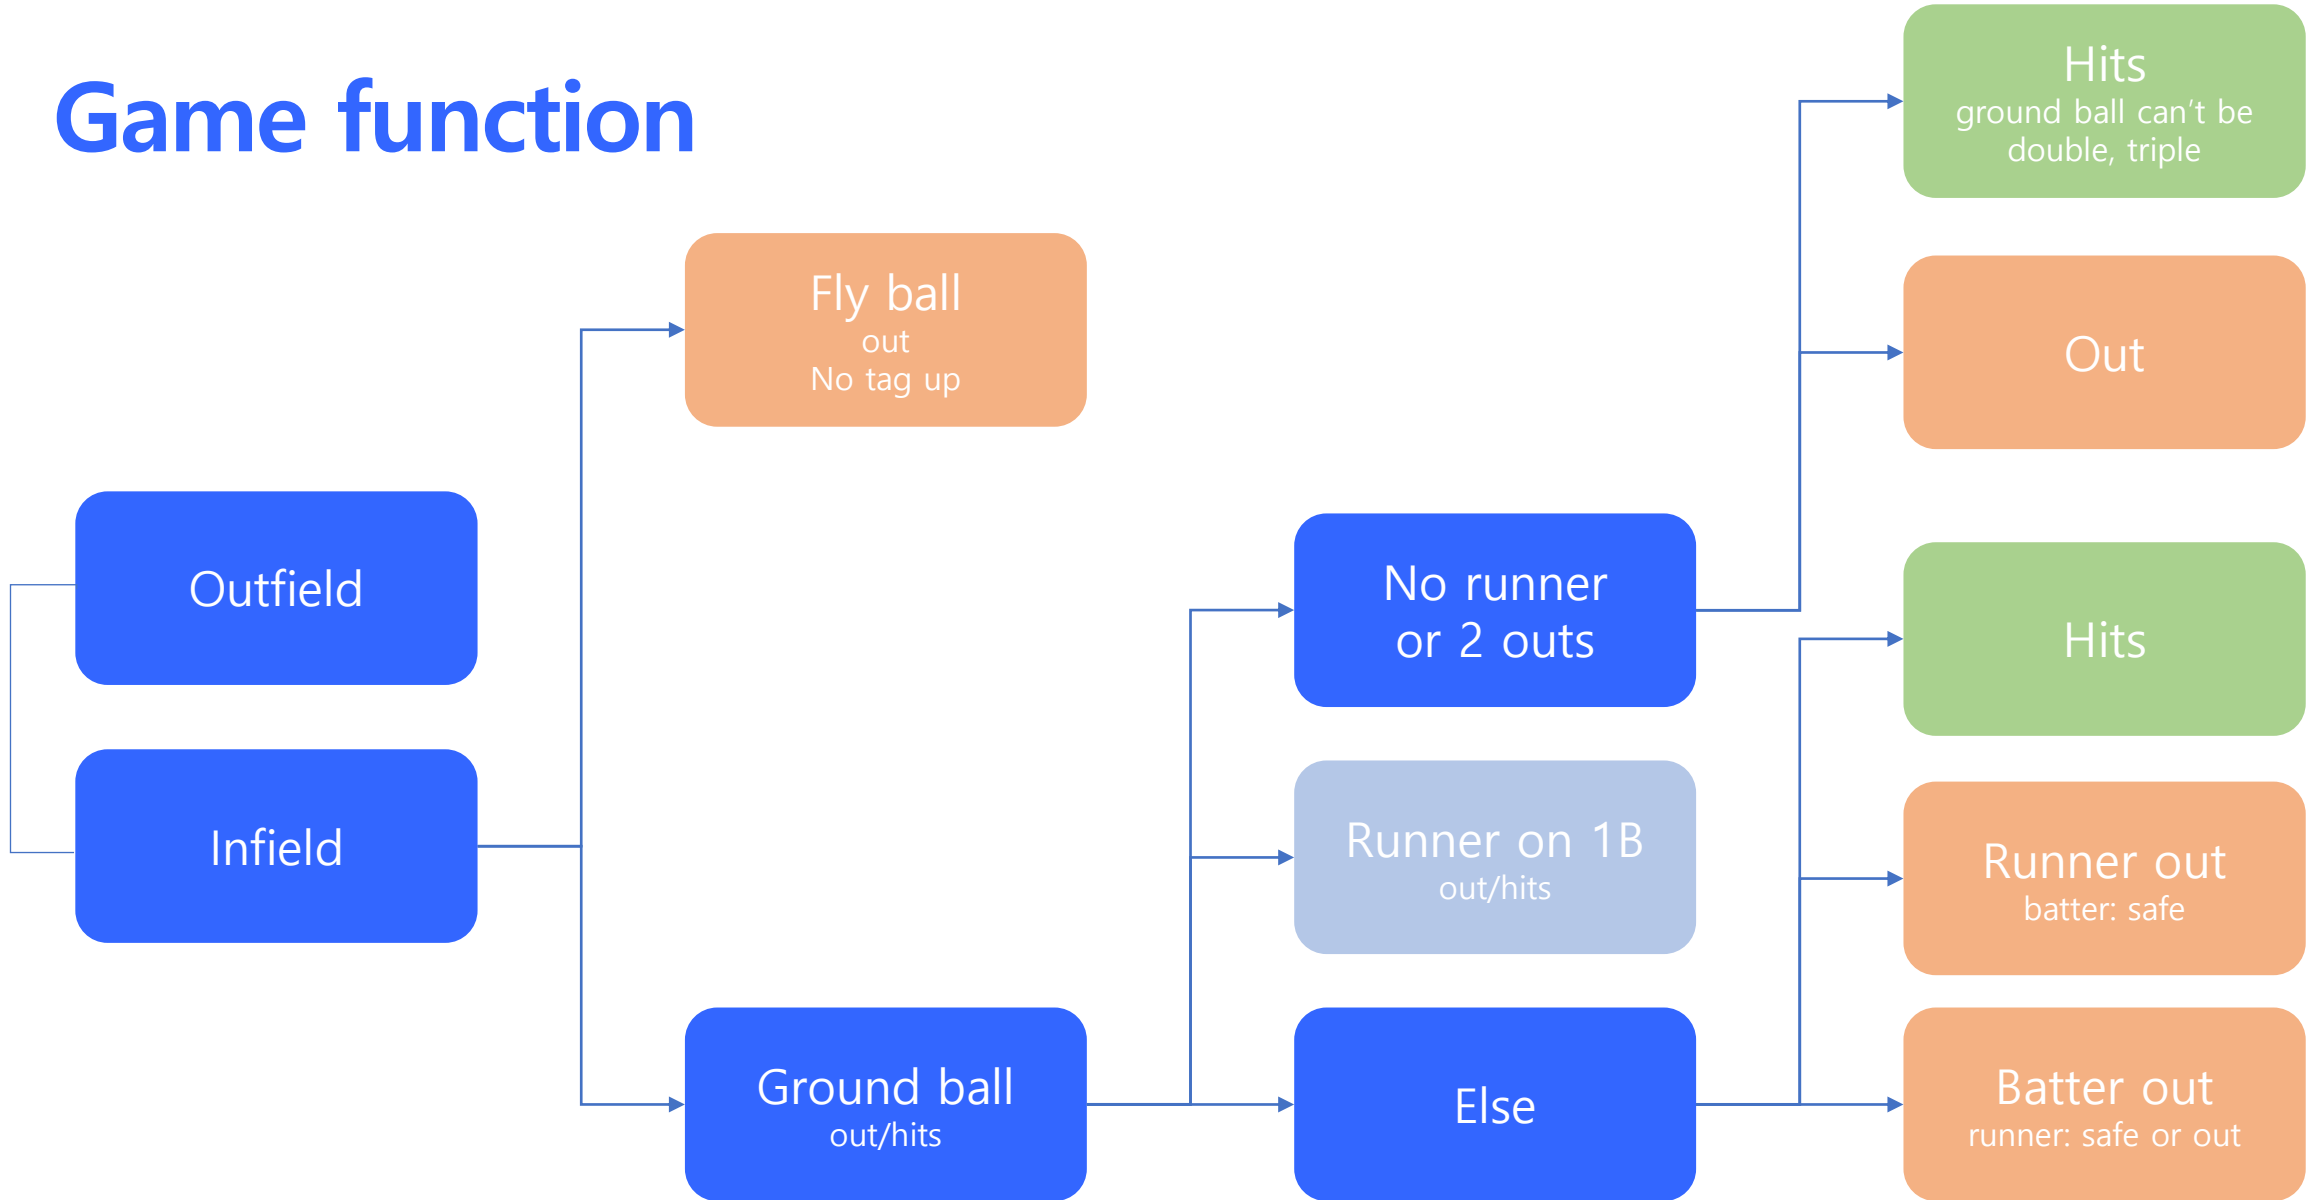 Game function
Hits
ground ball can't be
double, triple
Fly ball
out
No tag up
Out
Outfield
No runner
or 2 outs
Hits
Infield
Runner on 1B
out/hits
Runner out
batter: safe
Ground ball
out/hits
Else
Batter out
runner: safe or out